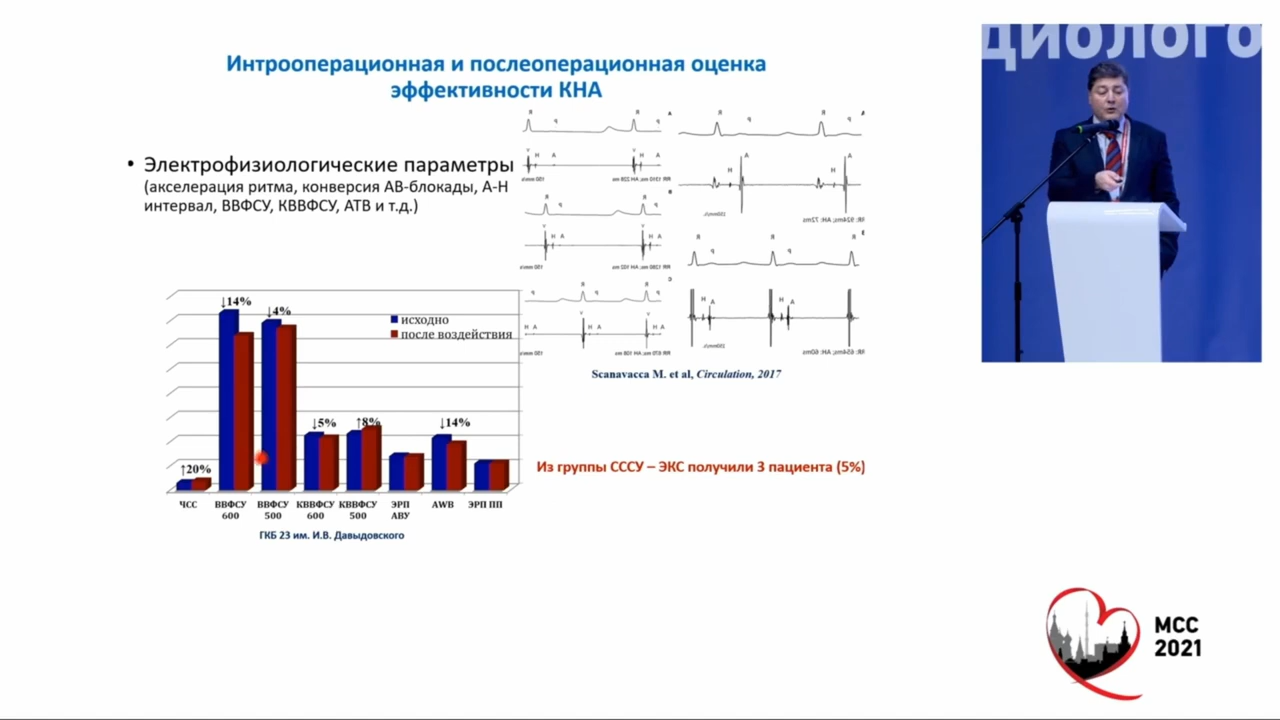 Интрооперационная и послеоперационная оценка
эффективности КНА
• Электрофизиологические параметры
(акселерация ритма, конверсия АВ-блокады, А-Н
интервал, ВВФСУ, КВВФСУ, АТВ и т.д.)
↓14%
↓4%
исходно
после воздействия
↓5%
↑8%
↓14%
↑20%
ЧСС
ВВФСУ
600
ВВФСУ
500
КВВФСУ
600
КВВФСУ
500
ЭРП
АВУ
AWB
ЭРП ПП
ГКБ 23 им. И.В. Давыдовского
Scanavacca M. et al, Circulation, 2017
Из группы СССУ – ЭКС получили 3 пациента (5%)
диолого
МСС
2021